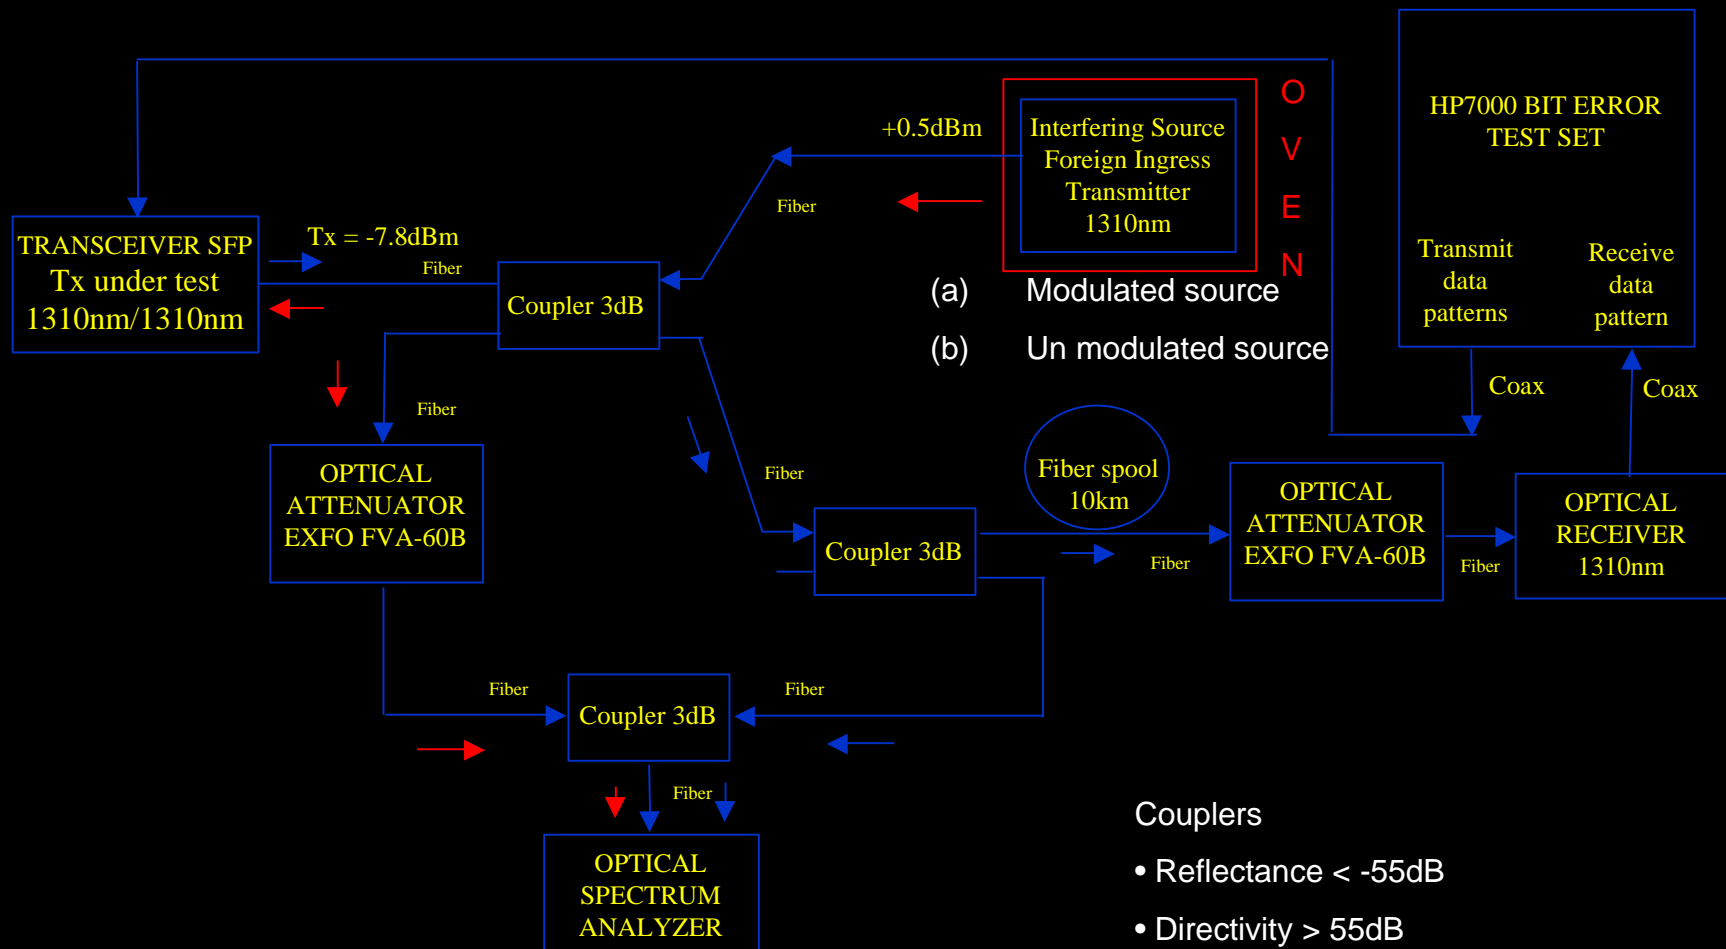 O
V
E
N
HP7000 BIT ERROR
TEST SET
Transmit
data
patterns
Receive
data
pattern
Coax
Coax
+0.5dBm
Interfering Source
Foreign Ingress
Transmitter
1310nm
Fiber
TRANSCEIVER SFP
Tx under test
1310nm/1310nm
Tx = -7.8dBm
Fiber
Coupler 3dB
(a) Modulated source
(b) Un modulated source
Fiber
OPTICAL
ATTENUATOR
EXFO FVA-60B
Fiber
Coupler 3dB
Fiber spool
10km
Fiber
OPTICAL
ATTENUATOR
EXFO FVA-60B
Fiber
OPTICAL
RECEIVER
1310nm
Fiber
Coupler 3dB
Fiber
Fiber
OPTICAL
SPECTRUM
ANALYZER
Couplers
• Reflectance < -55dB
• Directivity > 55dB